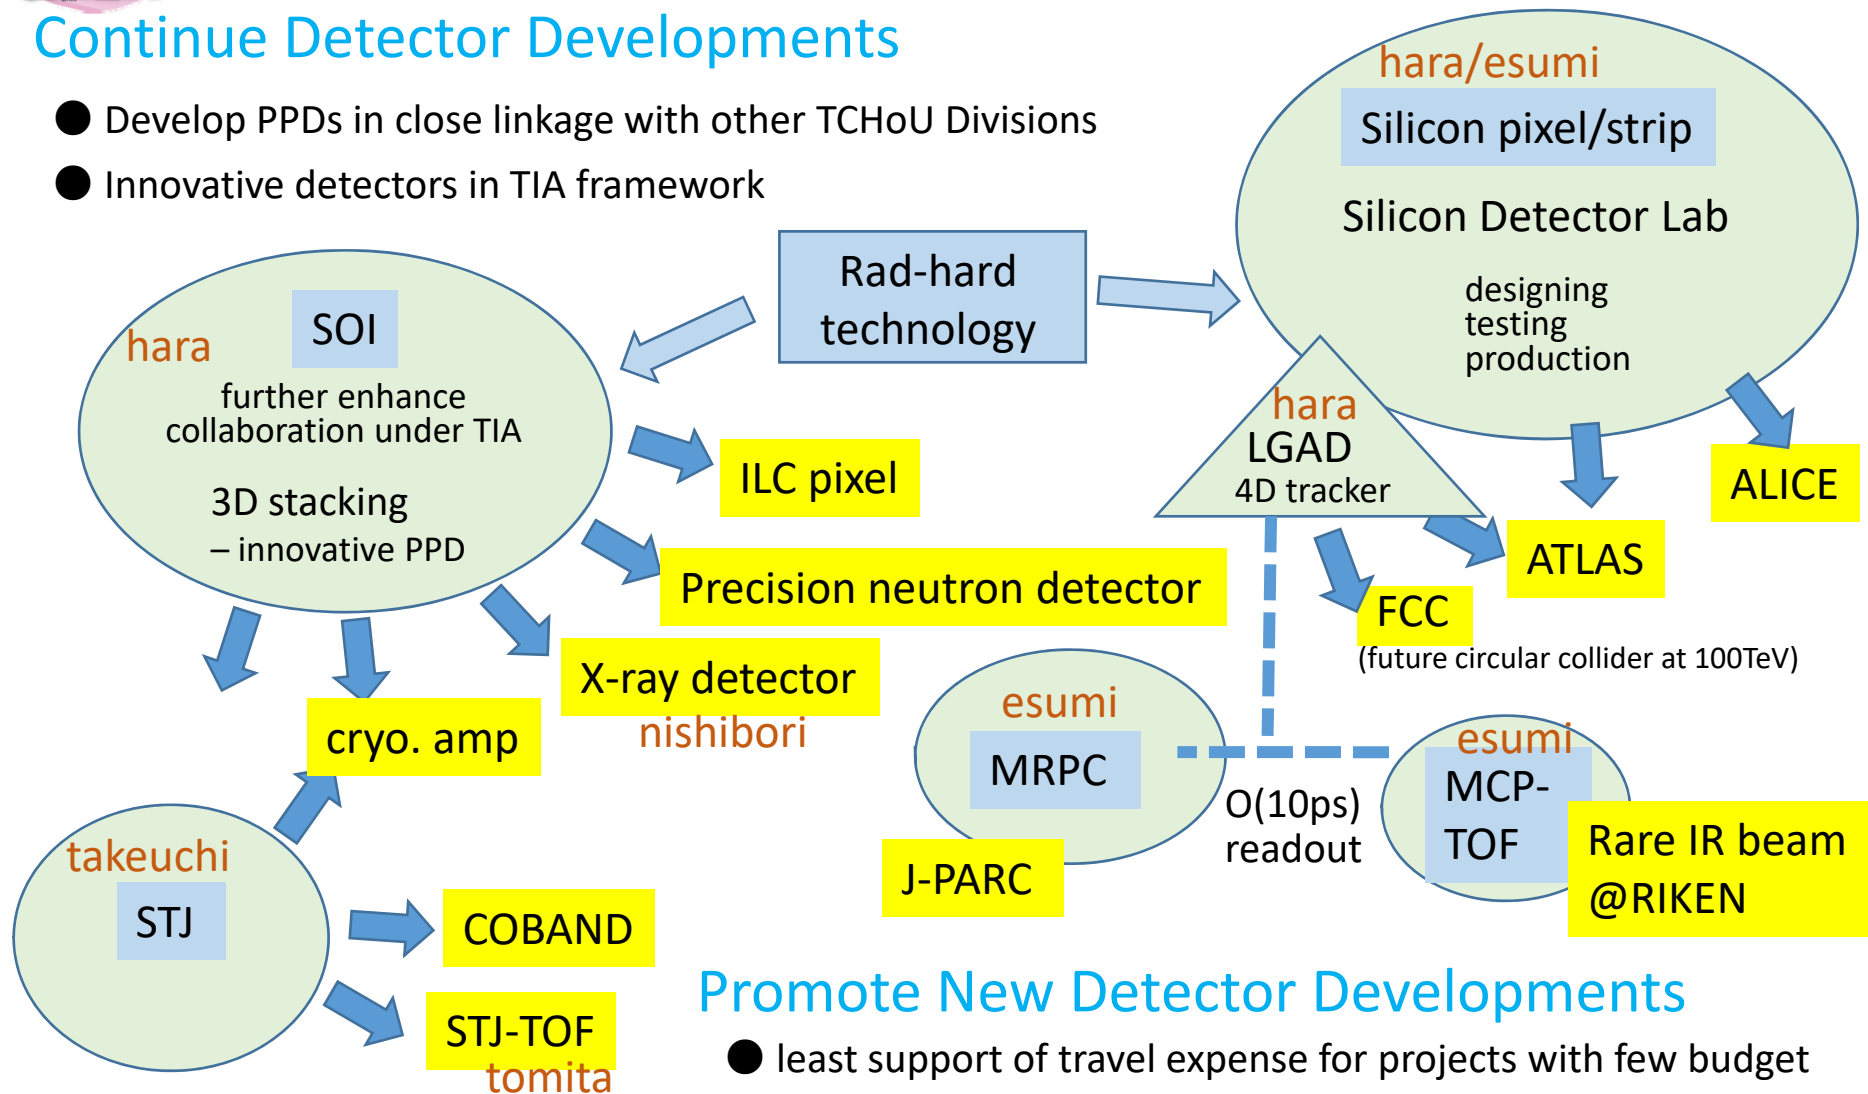 Continue Detector Developments
● Develop PPDs in close linkage with other TCHoU Divisions
● Innovative detectors in TIA framework
hara/esumi
Silicon pixel/strip
Silicon Detector Lab
designing
testing
production
Rad-hard
technology
hara
SOI
further enhance
collaboration under TIA
3D stacking
– innovative PPD
hara
LGAD
4D tracker
ILC pixel
ALICE
ATLAS
Precision neutron detector
FCC
(future circular collider at 100TeV)
X-ray detector
nishibori
cryo. amp
esumi
MRPC
J-PARC
O(10ps)
readout
esumi
MCP-
TOF
Rare IR beam
@RIKEN
takeuchi
STJ
COBAND
STJ-TOF
tomita
Promote New Detector Developments
● least support of travel expense for projects with few budget